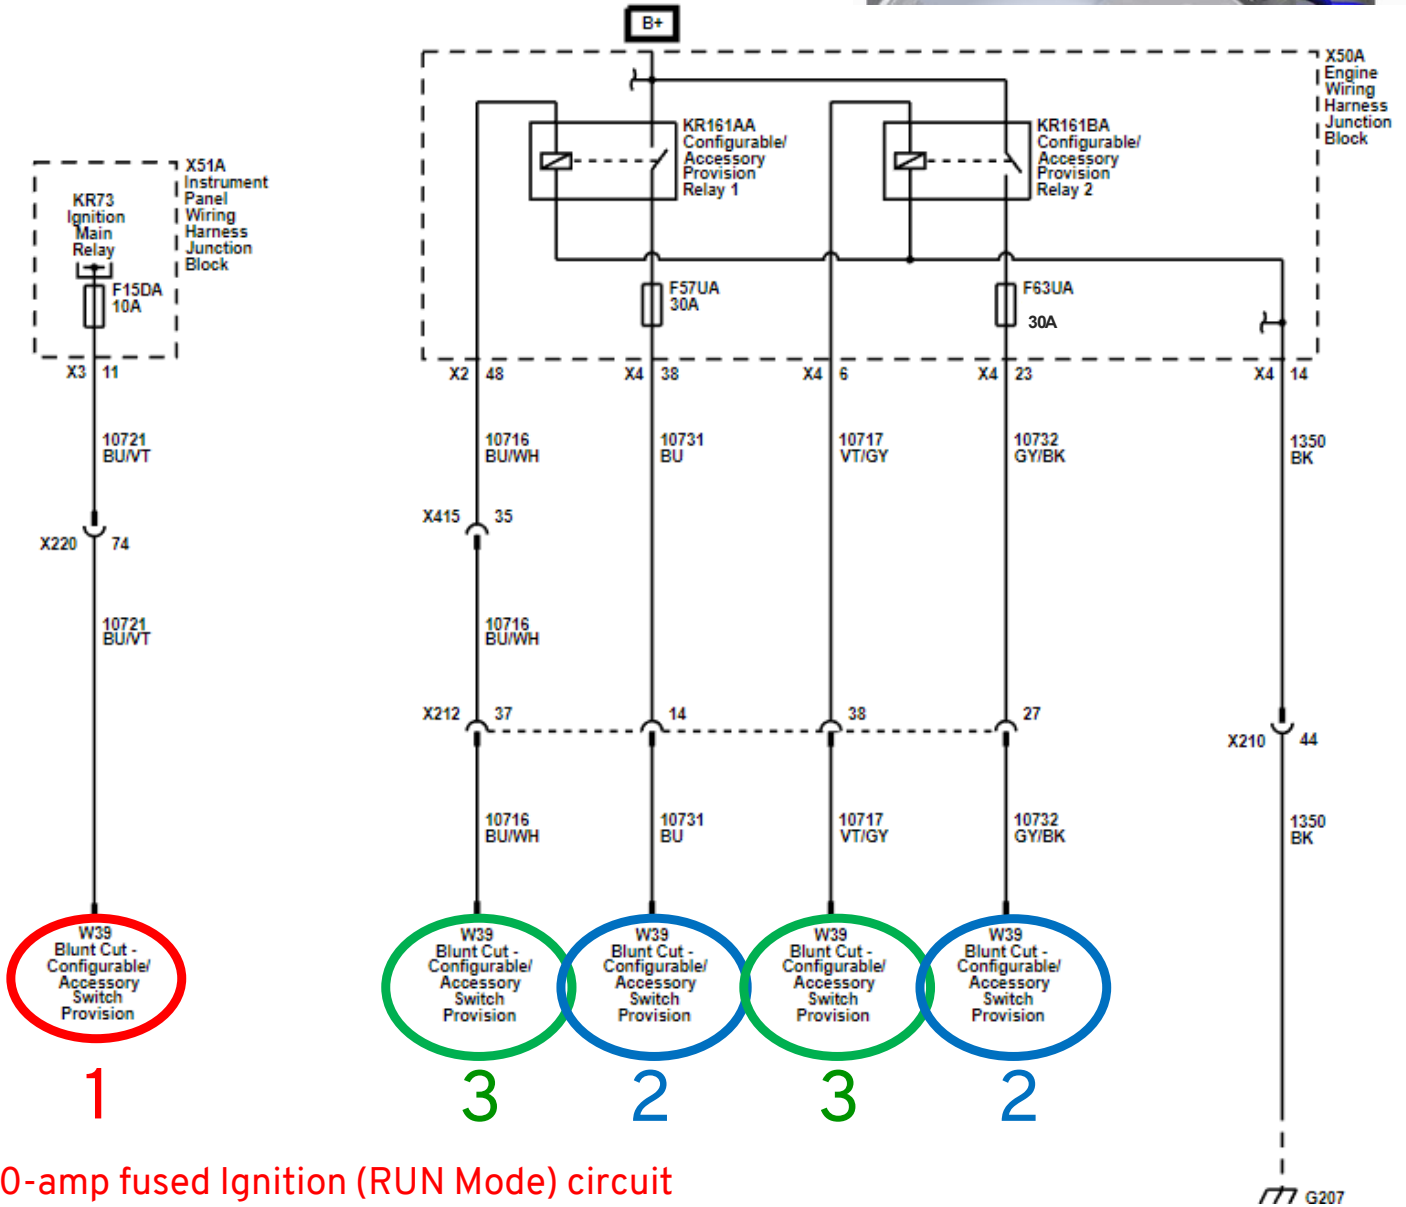 B+
X50A
Engine
Wiring
Harness
Junction
Block
KR161AA
Configurable/
Accessory
Provision
Relay 1
KR161BA
Configurable/
Accessory
Provision
Relay 2
X51A
Instrument
Panel
Wiring
Harness
Junction
Block
KR73
Ignition
Main
Relay
F15DA
10A
F57UA
30A
F63UA
30A
X3 11
X2 48
X4 38
X4 6
X4 23
X4 14
10721
BU/VT
10716
BU/WH
10731
BU
10717
VT/GY
10732
GY/BK
1350
BK
X415 35
X220 74
10721
BU/VT
10716
BU/WH
X212 37
14
38
27
X210 44
10716
BU/WH
10731
BU
10717
VT/GY
10732
GY/BK
1350
BK
W39
Blunt Cut -
Configurable/
Accessory
Switch
Provision
W39
Blunt Cut -
Configurable/
Accessory
Switch
Provision
W39
Blunt Cut -
Configurable/
Accessory
Switch
Provision
W39
Blunt Cut -
Configurable/
Accessory
Switch
Provision
W39
Blunt Cut -
Configurable/
Accessory
Switch
Provision
1
3
2
3
2
0-amp fused Ignition (RUN Mode) circuit
G207